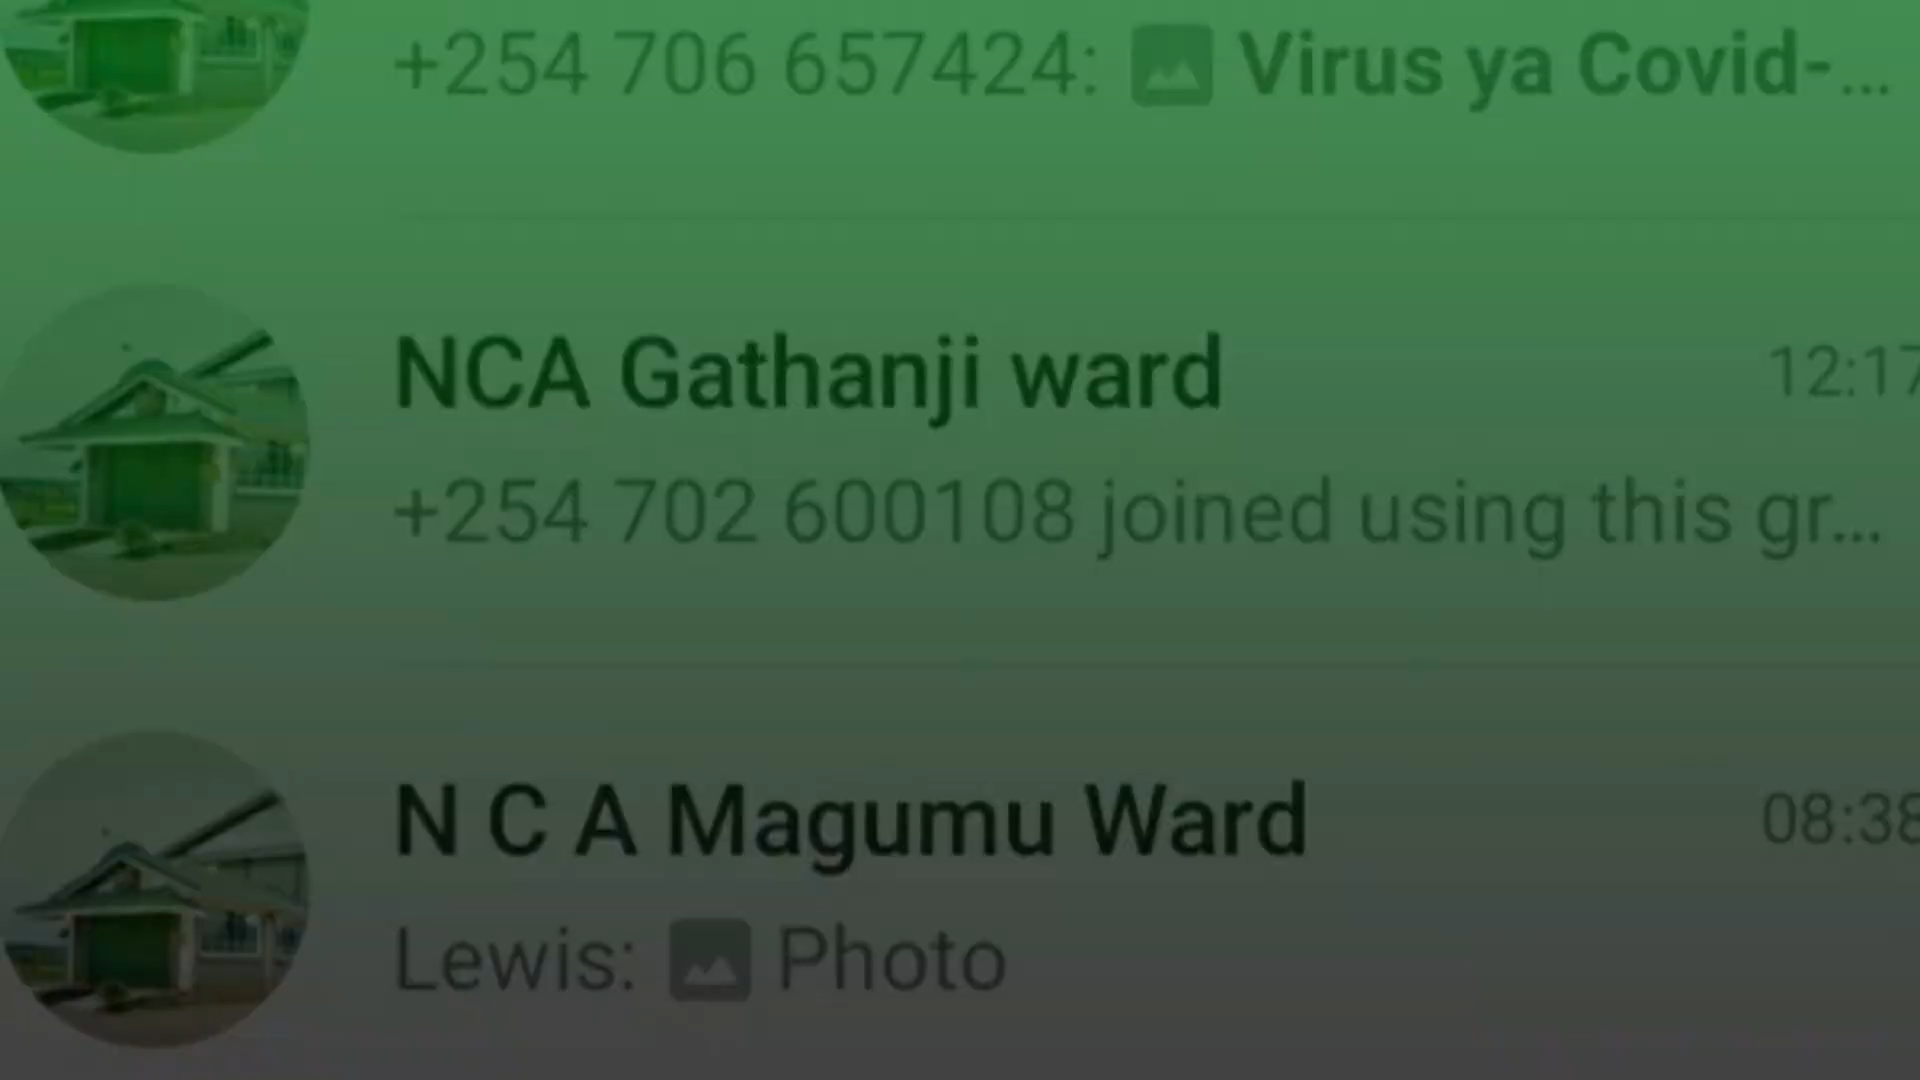 +254 706 657424: Virus ya Covid-...
NCA Gathanji ward
12:17
+254 702 600108 joined using this gr...
N C A Magumu Ward
08:38
Lewis: Photo